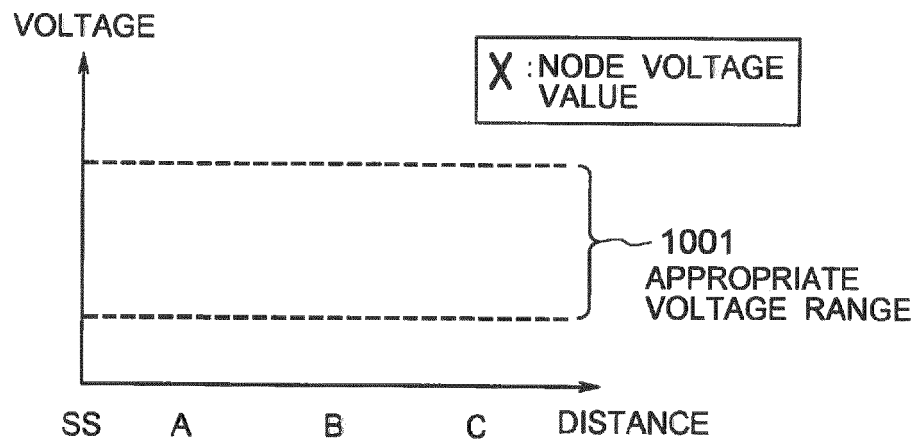 VOLTAGE
X : NODE VOLTAGE
VALUE
1001
APPROPRIATE
VOLTAGE RANGE
SS A B C DISTANCE